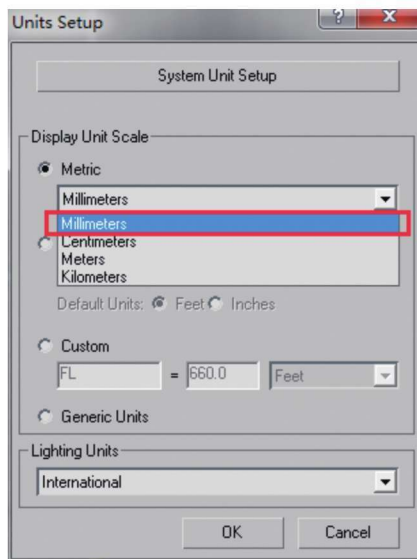 Units Setup
System Unit Setup
Display Unit Scale
Metric
Millimeters
Millimeters
Centimeters
Meters
Kilometers
Default Units: Feet Inches
Custom
FL = 660.0 Feet
Generic Units
Lighting Units
International
OK Cancel